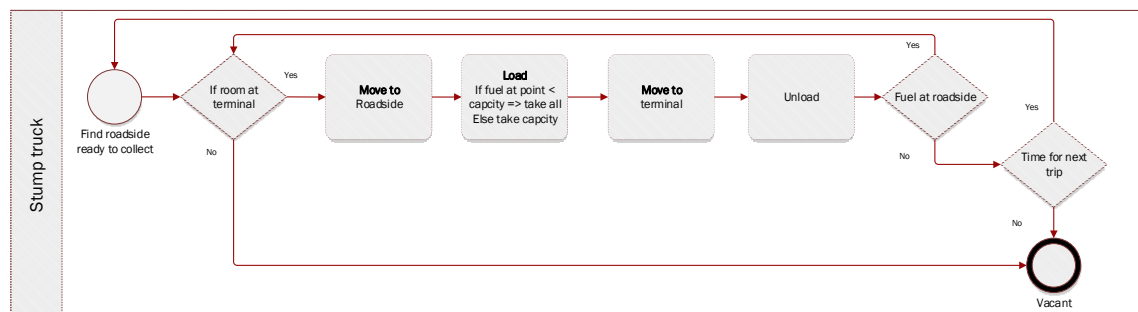 Stump truck
Find roadside
ready to collect
If room at
terminal
Yes
No
Move to
Roadside
Load
If fuel at point <
capcity => take all
Else take capcity
Move to
terminal
Unload
Fuel at roadside
Yes
No
Time for next
trip
Yes
No
Vacant